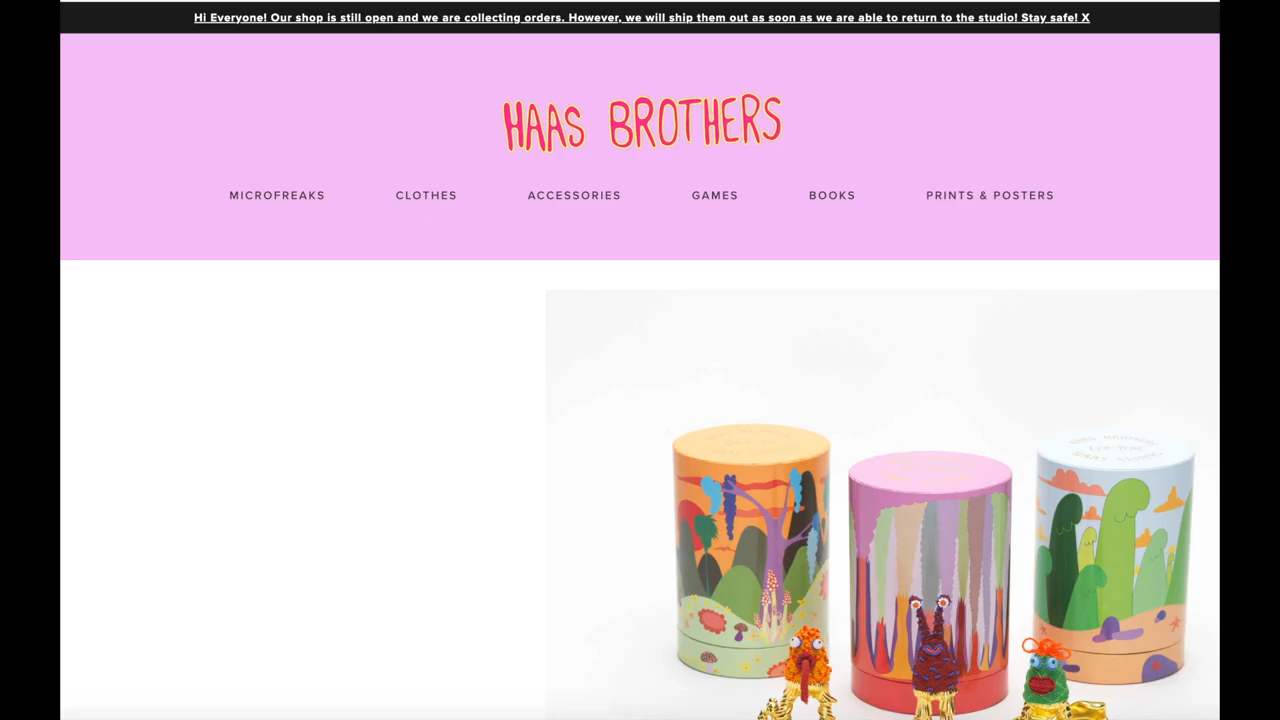 Hi Everyone! Our shop is still open and we are collecting orders. However, we will ship them out as soon as we are able to return to the studio! Stay safe! X
HAAS BROTHERS
MICROFREAKS CLOTHES ACCESSORIES GAMES BOOKS PRINTS & POSTERS